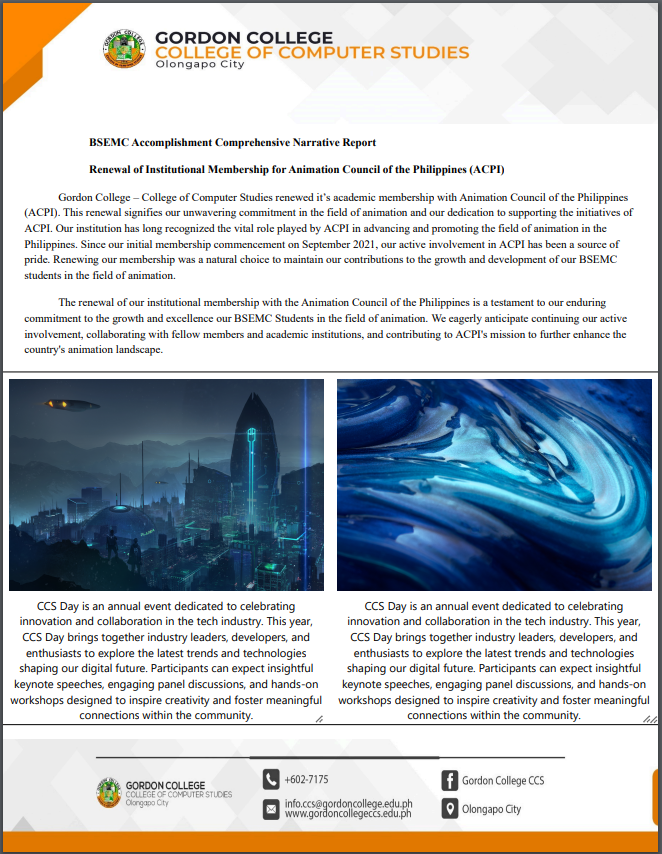 GORDON COLLEGE
COLLEGE OF COMPUTER STUDIES
Olongapo City
BSEMC Accomplishment Comprehensive Narrative Report
Renewal of Institutional Membership for Animation Council of the Philippines (ACPI)
Gordon College – College of Computer Studies renewed it's academic membership with Animation Council of the Philippines
(ACPI). This renewal signifies our unwavering commitment in the field of animation and our dedication to supporting the initiatives of
ACPI. Our institution has long recognized the vital role played by ACPI in advancing and promoting the field of animation in the
Philippines. Since our initial membership commencement on September 2021, our active involvement in ACPI has been a source of
pride. Renewing our membership was a natural choice to maintain our contributions to the growth and development of our BSEMC
students in the field of animation.
The renewal of our institutional membership with the Animation Council of the Philippines is a testament to our enduring
commitment to the growth and excellence our BSEMC Students in the field of animation. We eagerly anticipate continuing our active
involvement, collaborating with fellow members and academic institutions, and contributing to ACPI's mission to further enhance the
country's animation landscape.
CCS Day is an annual event dedicated to celebrating
innovation and collaboration in the tech industry. This year,
CCS Day brings together industry leaders, developers, and
enthusiasts to explore the latest trends and technologies
shaping our digital future. Participants can expect insightful
keynote speeches, engaging panel discussions, and hands-on
workshops designed to inspire creativity and foster meaningful
connections within the community.
CCS Day is an annual event dedicated to celebrating
innovation and collaboration in the tech industry. This year,
CCS Day brings together industry leaders, developers, and
enthusiasts to explore the latest trends and technologies
shaping our digital future. Participants can expect insightful
keynote speeches, engaging panel discussions, and hands-on
workshops designed to inspire creativity and foster meaningful
connections within the community.
GORDON COLLEGE
COLLEGE OF COMPUTER STUDIES
Olongapo City
+602-7175
info.ccs@gordoncollege.edu.ph
www.gordoncollegeccs.edu.ph
Gordon College CCS
Olongapo City